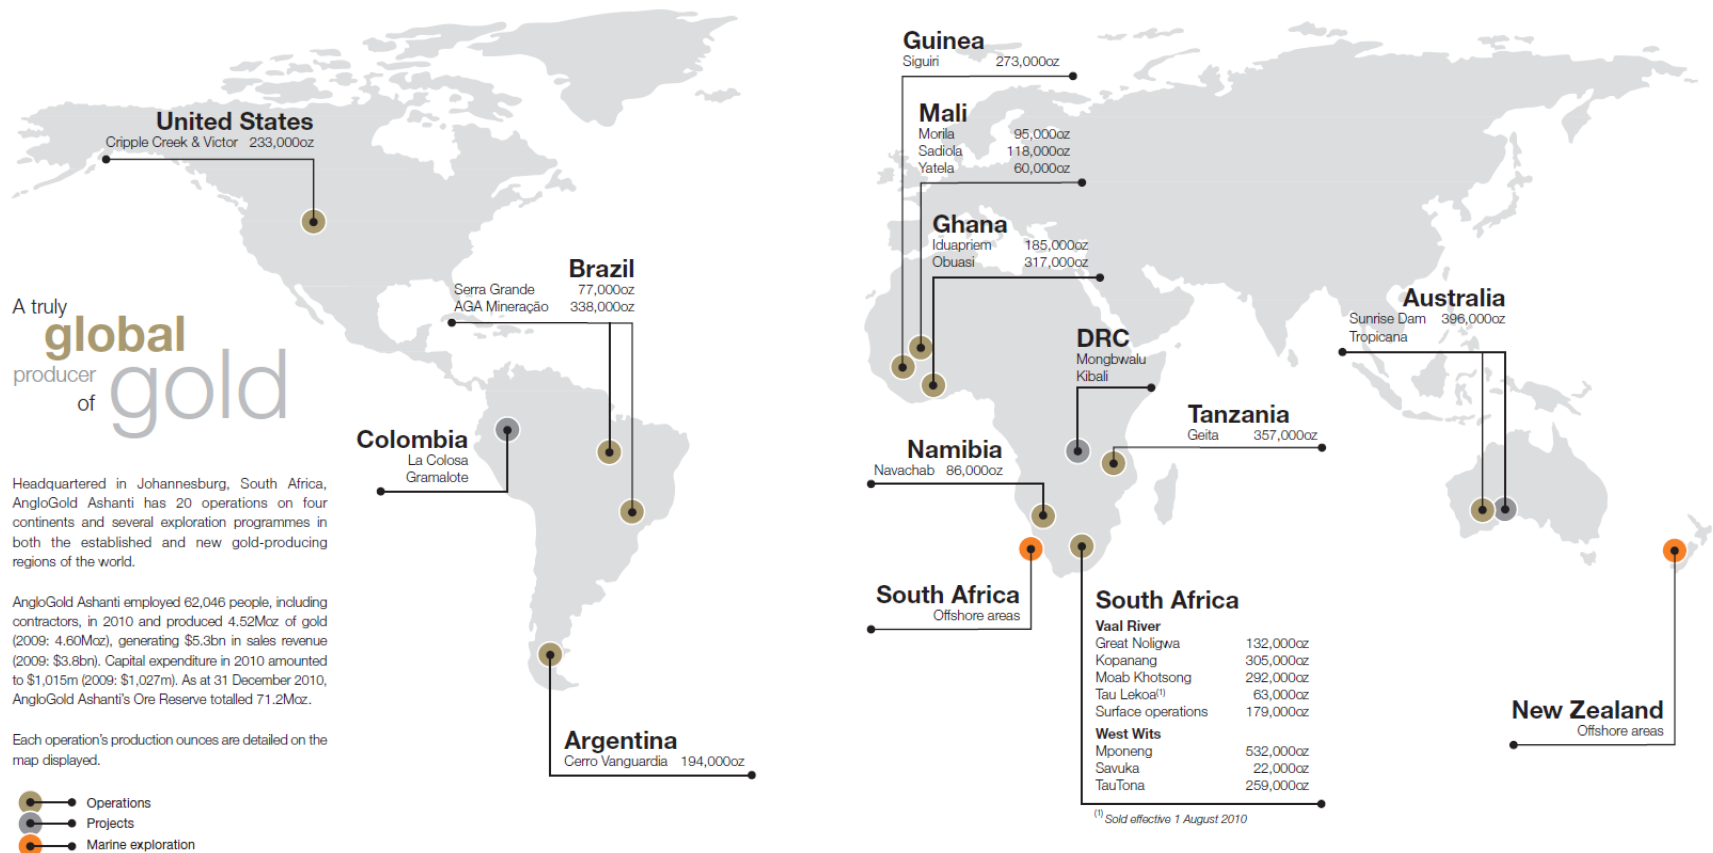 A truly
global
producer
of gold
Headquartered in Johannesburg, South Africa,
AngloGold Ashanti has 20 operations on four
continents and several exploration programmes in
both the established and new gold-producing
regions of the world.
AngloGold Ashanti employed 62,046 people, including
contractors, in 2010 and produced 4.52Moz of gold
(2009: 4.60Moz), generating $5.3bn in sales revenue
(2009: $3.8bn). Capital expenditure in 2010 amounted
to $1,015m (2009: $1,027m). As at 31 December 2010,
AngloGold Ashanti's Ore Reserve totalled 71.2Moz.
Each operation's production ounces are detailed on the
map displayed.
Operations
Projects
Marine exploration
United States
Cripple Creek & Victor 233,000oz
Brazil
Serra Grande 77,000oz
AGA Mineração 338,000oz
Colombia
La Colosa
Gramalote
Argentina
Cerro Vanguardia 194,000oz
Guinea
Siguiri 273,000oz
Mali
Morila 95,000oz
Sadiola 118,000oz
Yatela 60,000oz
Ghana
Iduapriem 185,000oz
Obuasi 317,000oz
DRC
Mongbwalu
Kibali
Tanzania
Geita 357,000oz
Namibia
Navachab 86,000oz
South Africa
Offshore areas
South Africa
Vaal River
Great Noligwa 132,000oz
Kopanang 305,000oz
Moab Khotsong 292,000oz
Tau Lekoa(1) 63,000oz
Surface operations 179,000oz
West Wits
Mponeng 532,000oz
Savuka 22,000oz
TauTona 259,000oz
(1) Sold effective 1 August 2010
Australia
Sunrise Dam 396,000oz
Tropicana
New Zealand
Offshore areas